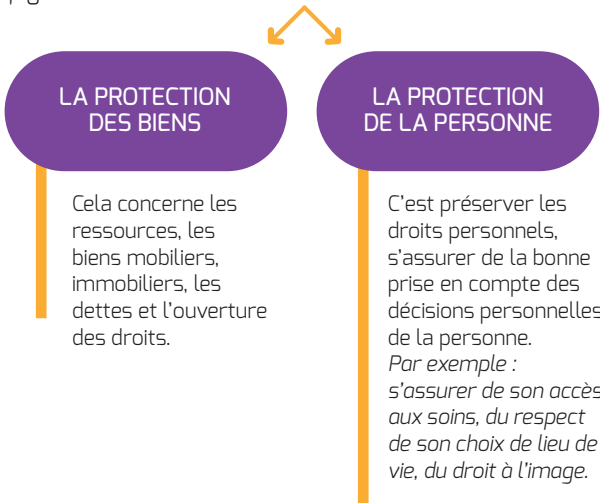 LA PROTECTION
DES BIENS
Cela concerne les
ressources, les
biens mobiliers,
immobiliers, les
dettes et l'ouverture
des droits.
LA PROTECTION
DE LA PERSONNE
C'est préserver les
droits personnels,
s'assurer de la bonne
prise en compte des
décisions personnelles
de la personne.
Par exemple :
s'assurer de son accès
aux soins, du respect
de son choix de lieu de
vie, du droit à l'image.